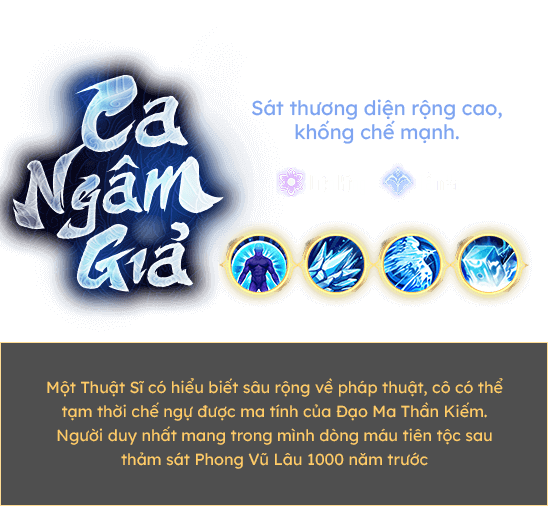 Ca
Ngâm
Giả
Sát thương diện rộng cao,
khống chế mạnh.
Một Thuật Sĩ có hiểu biết sâu rộng về pháp thuật, cô có thể
tạm thời chế ngự được ma tính của Đạo Ma Thần Kiếm.
Người duy nhất mang trong mình dòng máu tiên tộc sau
thảm sát Phong Vũ Lâu 1000 năm trước